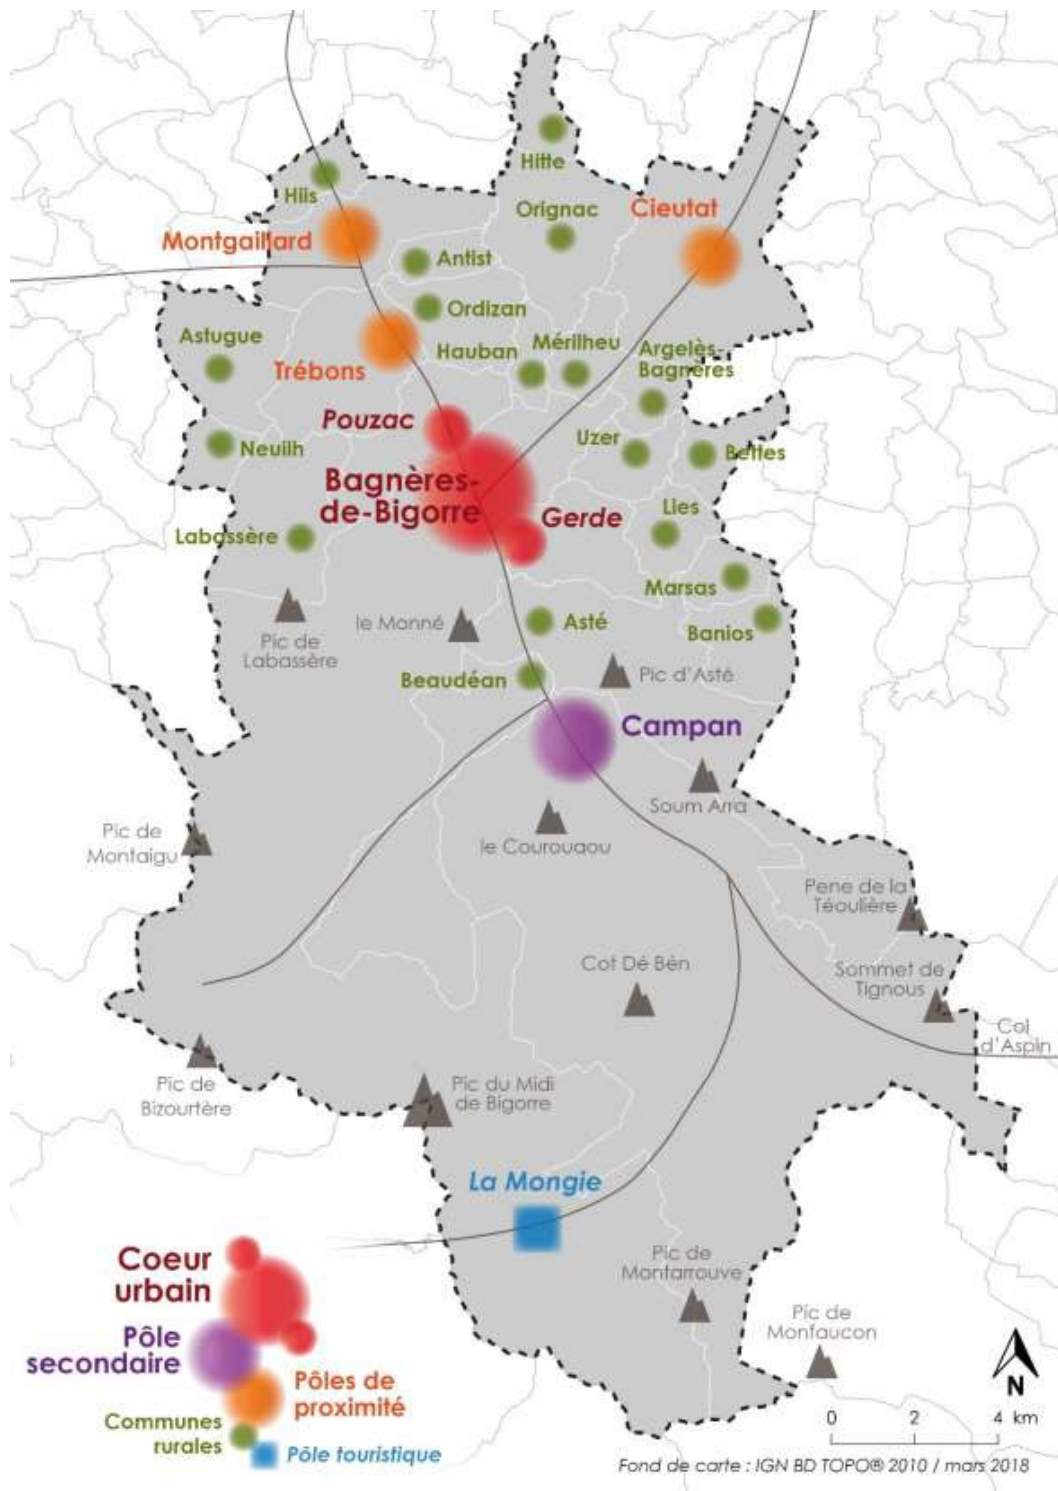 Hitte
Hiis
Orignac
Cieutat
Montgaillard
Antist
Ordizan
Astugue
Hauban
Mérilheu
Argelès-
Bagnères
Trébons
Pouzac
Uzer
Bettes
Neuilh
Bagnères-
de-Bigorre
Gerde
Lies
Labassère
Marsas
le Monné
Asté
Banios
Pic de
Labassère
Beaudéan
Pic d'Asté
Campan
Soum Arra
Pic de
Montaigu
le Courouaou
Pene de la
Téoulière
Cot Dé Bén
Sommet de
Tignous
Col
d'Aspin
Pic de
Bizourtère
Pic du Midi
de Bigorre
La Mongie
Pic de
Montarrouye
Pic de
Monfaucon
Coeur
urbain
Pôle
secondaire
Pôles de
proximité
Communes
rurales
Pôle touristique
N
0 2 4 km
Fond de carte : IGN BD TOPO® 2010 / mars 2018